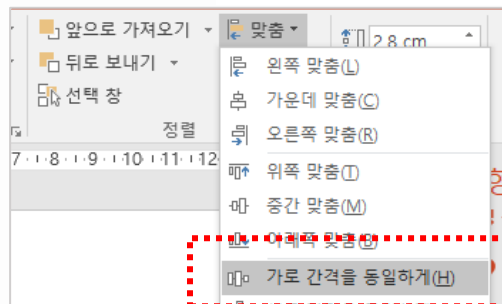 앞으로 가져오기
맞춤
2.8 cm
뒤로 보내기
왼쪽 맞춤(L)
선택 창
가운데 맞춤(C)
정렬
오른쪽 맞춤(R)
7 8 9 10 11 12
위쪽 맞춤(T)
중간 맞춤(M)
아래쪽 맞춤(B)
가로 간격을 동일하게(H)